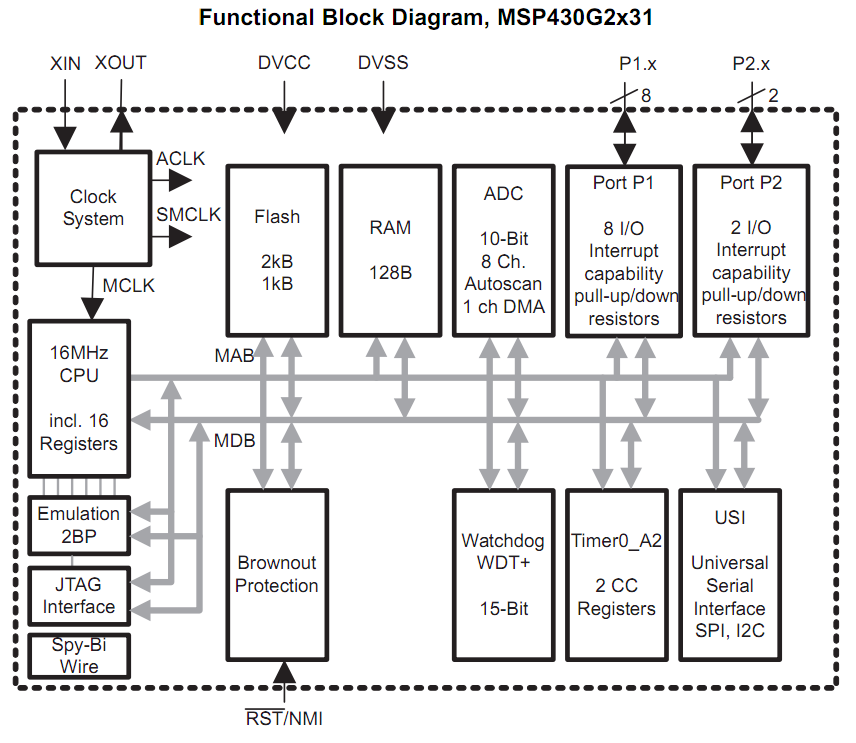 Functional Block Diagram, MSP430G2x31
XIN
XOUT
DVCC
DVSS
P1.x
P2.x
8
2
Clock
System
ACLK
SMCLK
MCLK
Flash
2kB
1kB
RAM
128B
ADC
10-Bit
8 Ch.
Autoscan
1 ch DMA
Port P1
8 I/O
Interrupt
capability
pull-up/down
resistors
Port P2
2 I/O
Interrupt
capability
pull-up/down
resistors
16MHz
CPU
incl. 16
Registers
MAB
MDB
Emulation
2BP
JTAG
Interface
Spy-Bi
Wire
Brownout
Protection
Watchdog
WDT+
15-Bit
Timer0_A2
2 CC
Registers
USI
Universal
Serial
Interface
SPI, I2C
RST/NMI